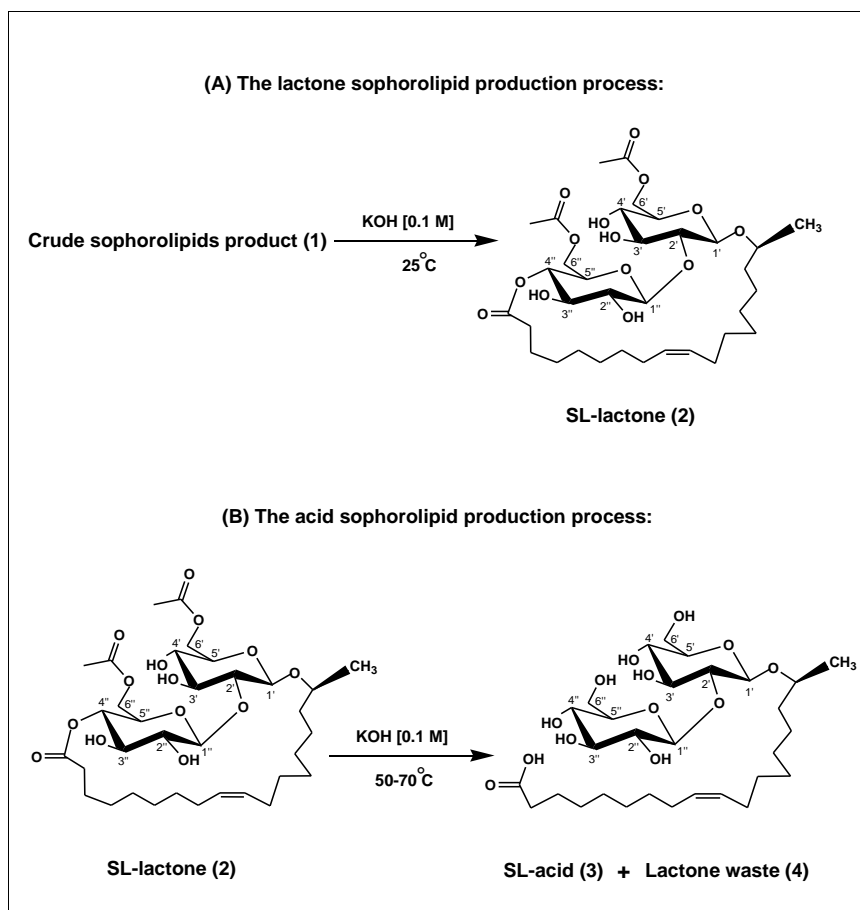 (A) The lactone sophorolipid production process:
Crude sophorolipids product (1)
KOH [0.1 M]
25°C
O
O
6'
4'
5'
O
HO
HO
3'
2'
1'
O
CH3
O
O
6''
4''
5''
O
O
O
HO
3''
2''
OH
1''
O
SL-lactone (2)
(B) The acid sophorolipid production process:
O
O
6'
4'
5'
O
HO
HO
3'
2'
1'
O
CH3
O
O
6''
4''
5''
O
O
O
HO
3''
2''
OH
1''
O
SL-lactone (2)
KOH [0.1 M]
50-70°C
OH
6'
4'
5'
O
HO
HO
3'
2'
1'
O
CH3
HO
6''
4''
5''
O
O
HO
HO
3''
2''
OH
1''
OH
O
SL-acid (3) + Lactone waste (4)